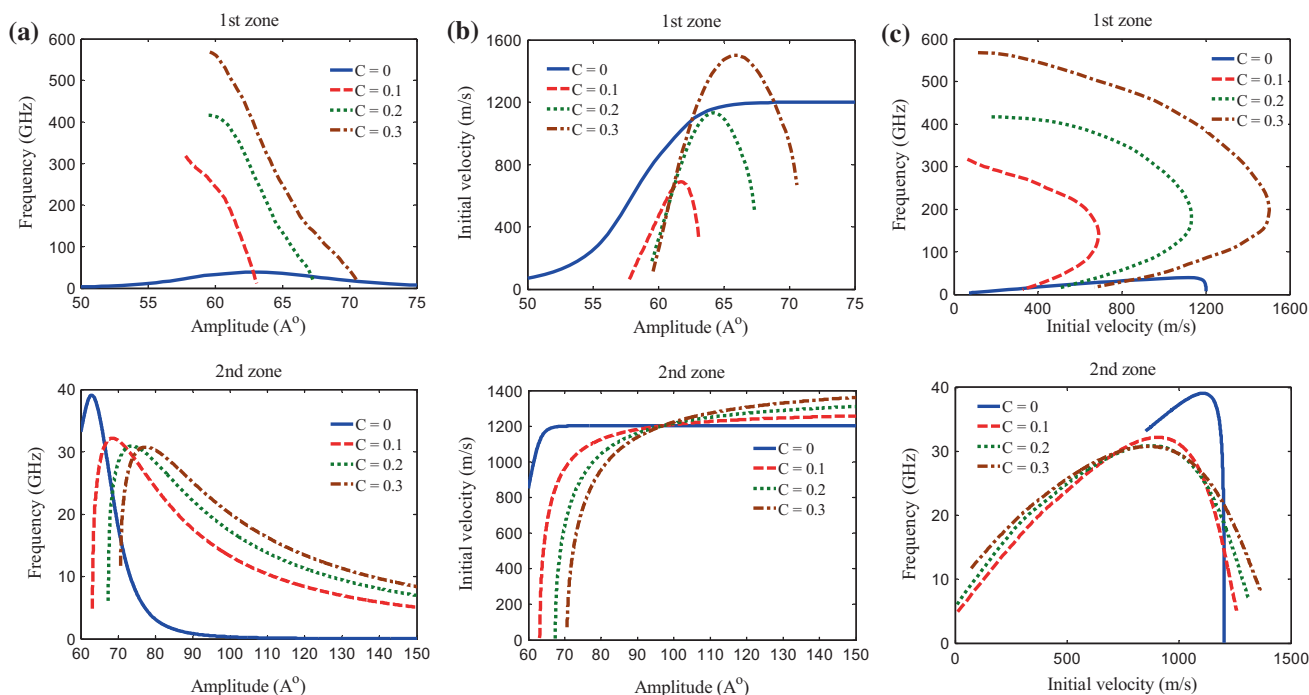 (a)
1st zone
600
500
400
300
200
100
0
Frequency (GHz)
C = 0
C = 0.1
C = 0.2
C = 0.3
50 55 60 65 70 75
Amplitude (A°)
(b)
1st zone
1600
1200
800
400
0
Initial velocity (m/s)
C = 0
C = 0.1
C = 0.2
C = 0.3
50 55 60 65 70 75
Amplitude (A°)
(c)
1st zone
600
500
400
300
200
100
0
Frequency (GHz)
C = 0
C = 0.1
C = 0.2
C = 0.3
0 400 800 1200 1600
Initial velocity (m/s)
2nd zone
40
30
20
10
0
Frequency (GHz)
C = 0
C = 0.1
C = 0.2
C = 0.3
60 70 80 90 100 110 120 130 140 150
Amplitude (A°)
2nd zone
1400
1200
1000
800
600
400
200
0
Initial velocity (m/s)
C = 0
C = 0.1
C = 0.2
C = 0.3
60 70 80 90 100 110 120 130 140 150
Amplitude (A°)
2nd zone
40
30
20
10
0
Frequency (GHz)
C = 0
C = 0.1
C = 0.2
C = 0.3
0 500 1000 1500
Initial velocity (m/s)